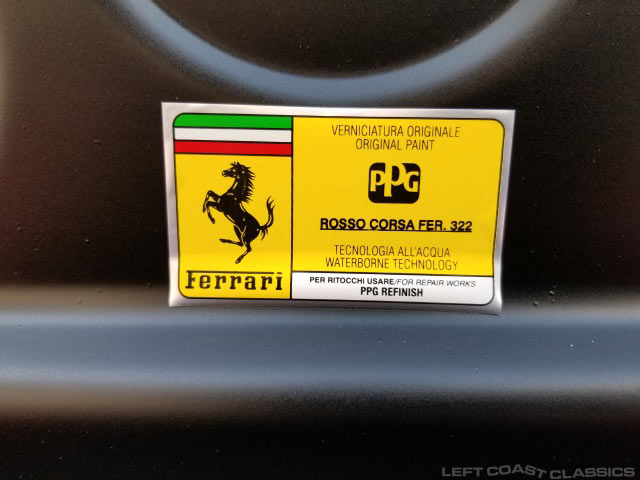 VERNICIATURA ORIGINALE
ORIGINAL PAINT
PPG
ROSSO CORSA FER. 322
TECNOLOGIA ALL'ACQUA
WATERBORNE TECHNOLOGY
Ferrari
PER RITOCCHI USARE/FOR REPAIR WORKS
PPG REFINISH
LEFT COAST CLASSICS